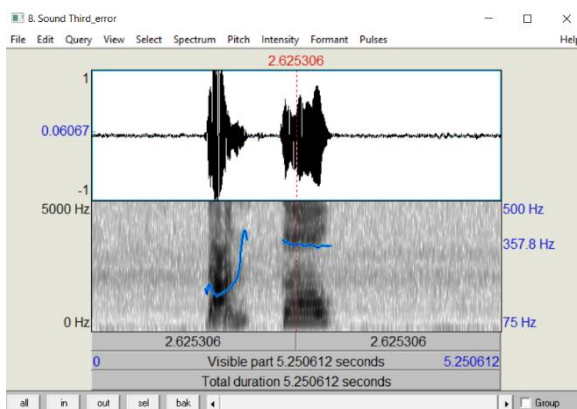 8. Sound Third_error
File Edit Query View Select Spectrum Pitch Intensity Formant Pulses Help
2.625306
1
0.06067
-1
5000 Hz 500 Hz
357.8 Hz
0 Hz 75 Hz
2.625306 2.625306
0 Visible part 5.250612 seconds 5.250612
Total duration 5.250612 seconds
all in out sel bak Group